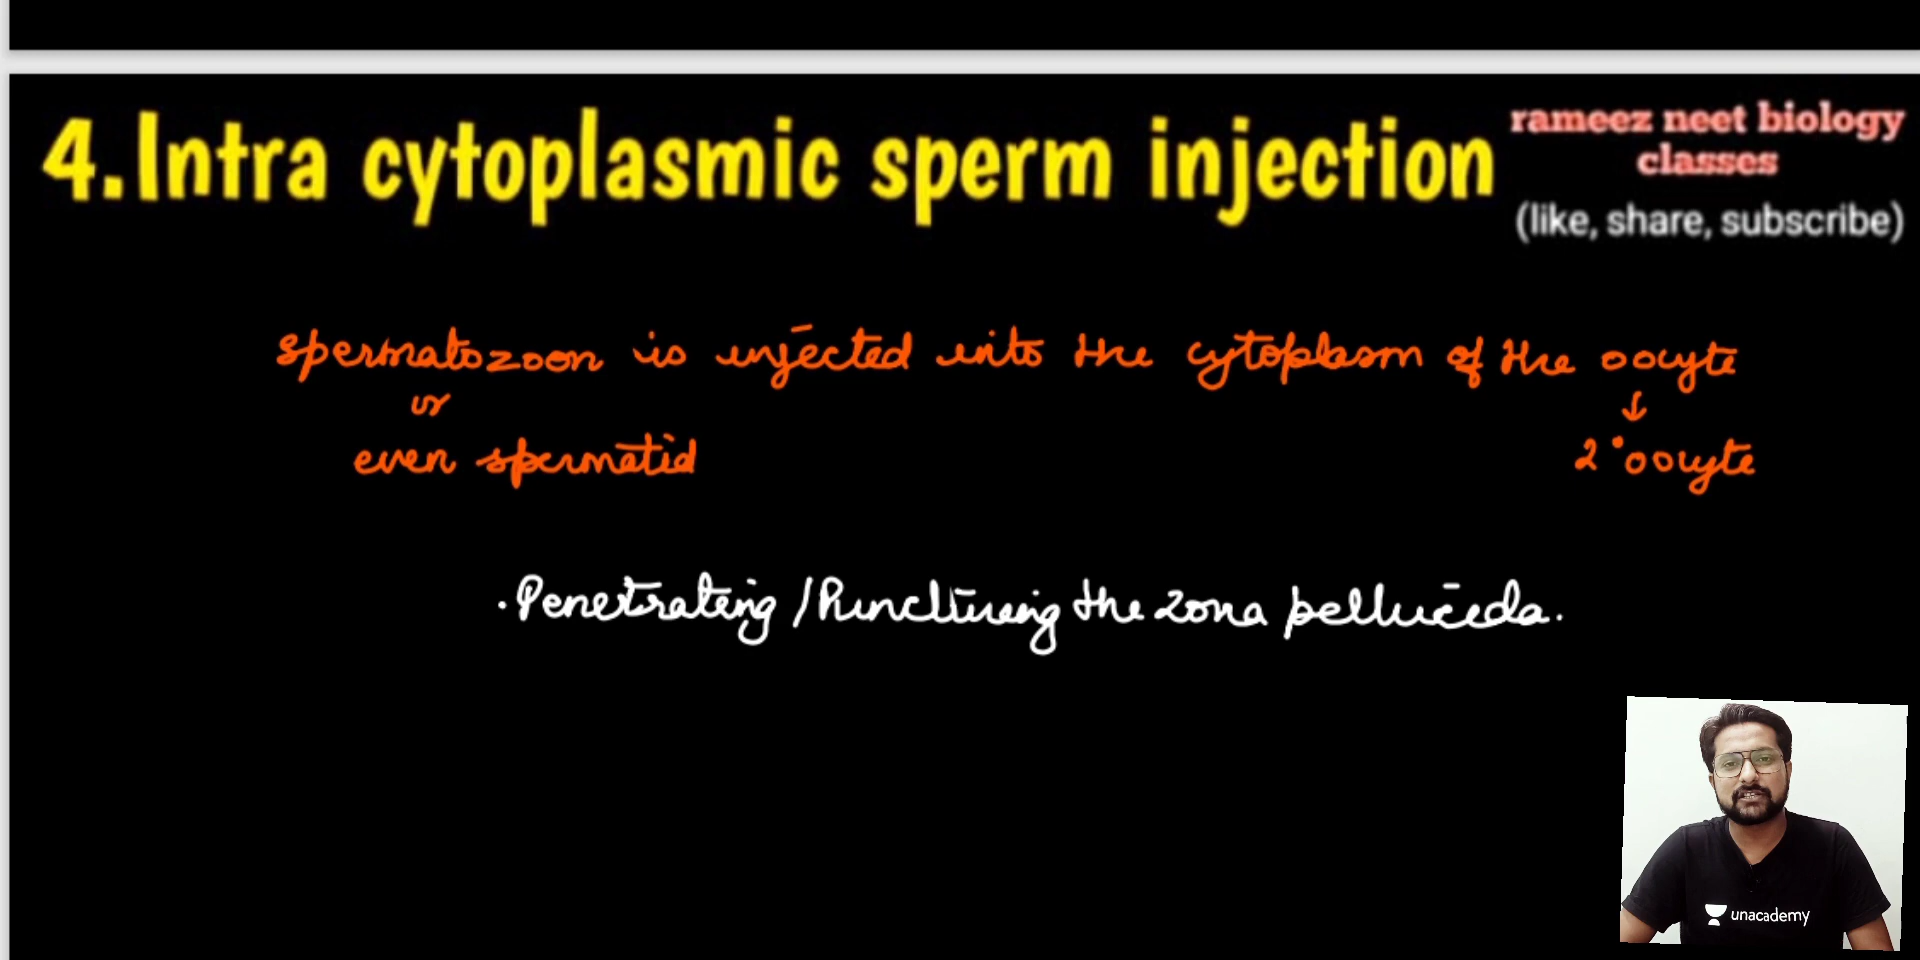 4.Intra cytoplasmic sperm injection
rameez neet biology
classes
(like, share, subscribe)
spermatozoon is injected into the cytoplasm of the oocyte
or
↓
even spermatid
2° oocyte
• Penetrating / Puncturing the zona pellucida.
unacademy